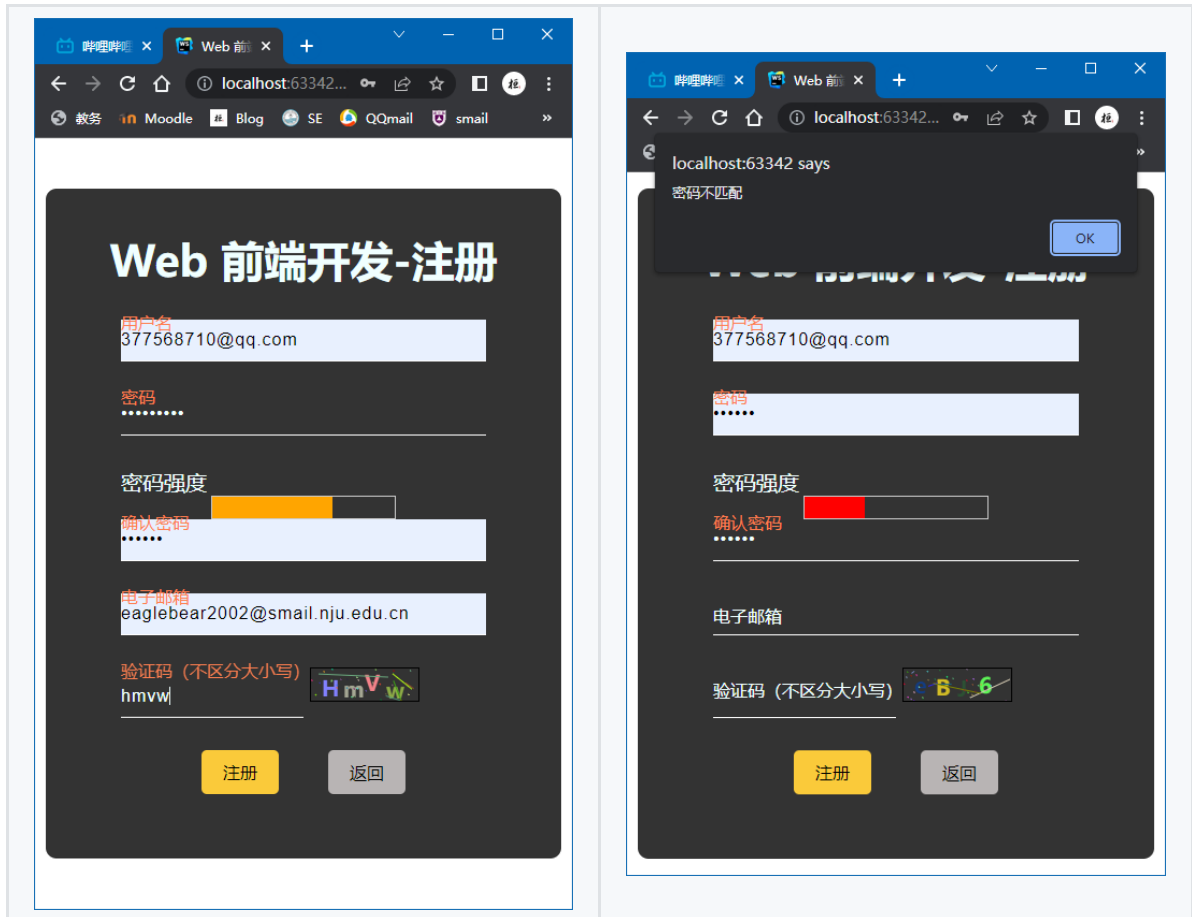 哔哩哔哩
Web 前
localhost:63342...
教务
Moodle
Blog
SE
QQmail
smail
»
Web 前端开发-注册
用户名
377568710@qq.com
密码
•••••••••
密码强度
确认密码
••••••
电子邮箱
eaglebear2002@smail.nju.edu.cn
验证码（不区分大小写）
HmVw
hmvw
注册
返回
哔哩哔哩
Web 前
localhost:63342...
»
localhost:63342 says
密码不匹配
OK
用户名
377568710@qq.com
密码
••••••
密码强度
确认密码
••••••
电子邮箱
验证码（不区分大小写）
注册
返回